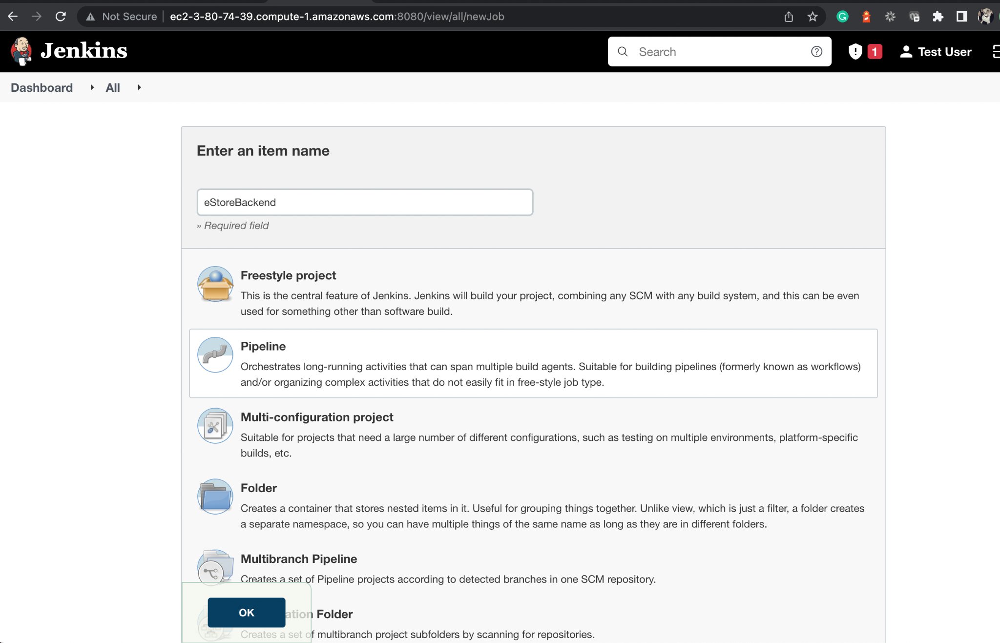 Not Secure | ec2-3-80-74-39.compute-1.amazonaws.com:8080/view/all/newJob
Jenkins
Search
1
Test User
Dashboard
All
Enter an item name
eStoreBackend
» Required field
Freestyle project
This is the central feature of Jenkins. Jenkins will build your project, combining any SCM with any build system, and this can be even
used for something other than software build.
Pipeline
Orchestrates long-running activities that can span multiple build agents. Suitable for building pipelines (formerly known as workflows)
and/or organizing complex activities that do not easily fit in free-style job type.
Multi-configuration project
Suitable for projects that need a large number of different configurations, such as testing on multiple environments, platform-specific
builds, etc.
Folder
Creates a container that stores nested items in it. Useful for grouping things together. Unlike view, which is just a filter, a folder creates
a separate namespace, so you can have multiple things of the same name as long as they are in different folders.
Multibranch Pipeline
Creates a set of Pipeline projects according to detected branches in one SCM repository.
OK
Folder
Creates a set of multibranch project subfolders by scanning for repositories.